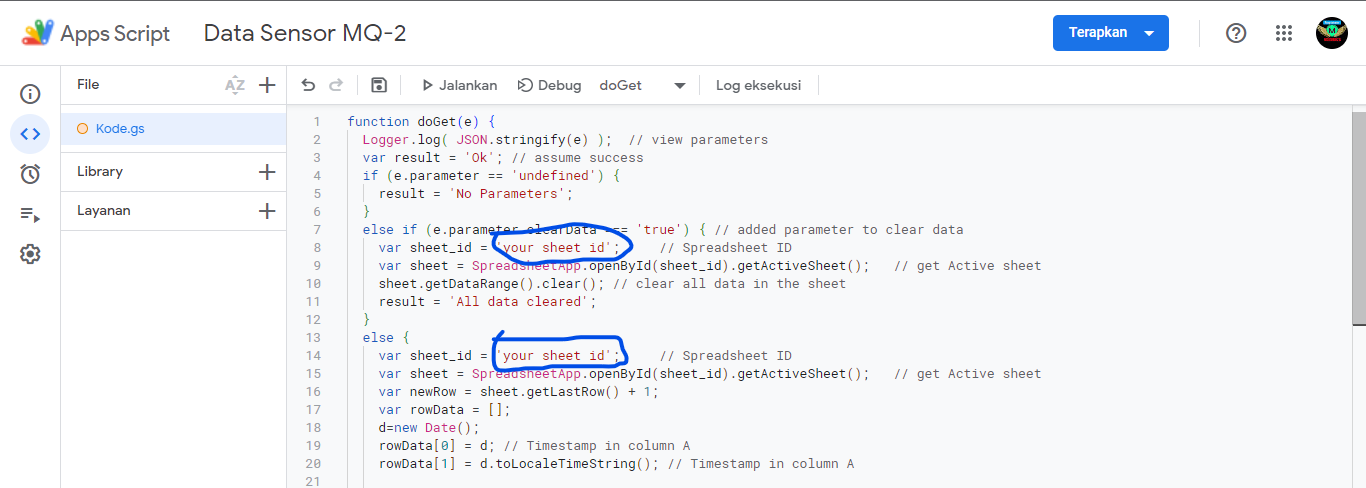 Apps Script Data Sensor MQ-2 Terapkan
File AZ Jalankan Debug doGet Log eksekusi
Kode.gs
Library
Layanan
1 function doGet(e) {
2 Logger.log( JSON.stringify(e) ); // view parameters
3 var result = 'Ok'; // assume success
4 if (e.parameter == 'undefined') {
5 result = 'No Parameters';
6 }
7 else if (e.parameter.clearData === 'true') { // added parameter to clear data
8 var sheet_id = 'your sheet id'; // Spreadsheet ID
9 var sheet = SpreadsheetApp.openById(sheet_id).getActiveSheet(); // get Active sheet
10 sheet.getDataRange().clear(); // clear all data in the sheet
11 result = 'All data cleared';
12 }
13 else {
14 var sheet_id = 'your sheet id'; // Spreadsheet ID
15 var sheet = SpreadsheetApp.openById(sheet_id).getActiveSheet(); // get Active sheet
16 var newRow = sheet.getLastRow() + 1;
17 var rowData = [];
18 d=new Date();
19 rowData[0] = d; // Timestamp in column A
20 rowData[1] = d.toLocaleTimeString(); // Timestamp in column A
21